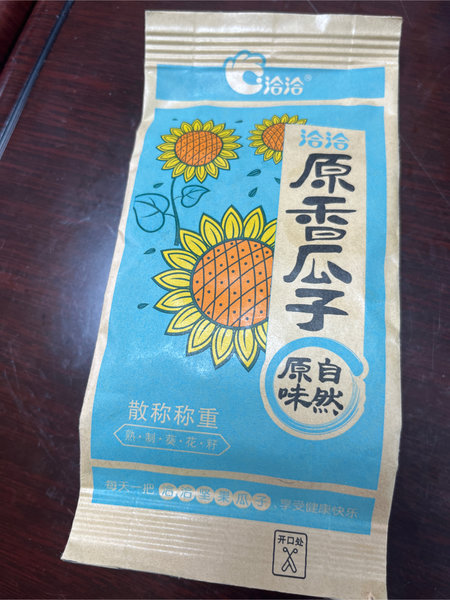 洽洽®
洽洽
原香瓜子
自然
原味
散称称重
熟·制·葵·花·籽
每天一把 洽洽坚果瓜子、享受健康快乐
开口处